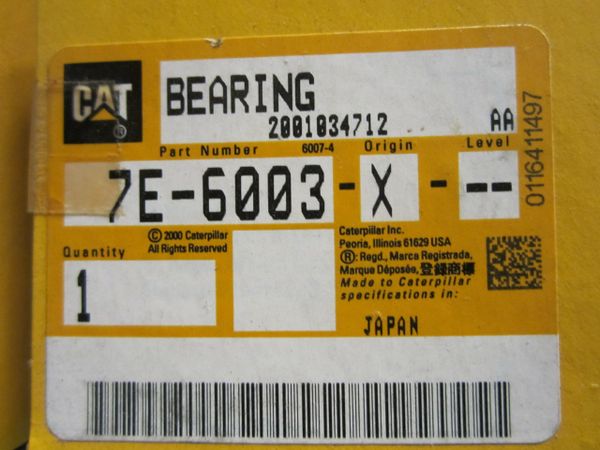 CAT®
BEARING
2001034712 AA
Part Number 6007-4 Origin Level
7E-6003-X---
0116411497
© 2000 Caterpillar
All Rights Reserved
Caterpillar Inc.
Peoria, Illinois 61629 USA
®: Regd., Marca Registrada,
Marque Déposée, 登録商標
Made to Caterpillar
specifications in:
Quantity
1
JAPAN